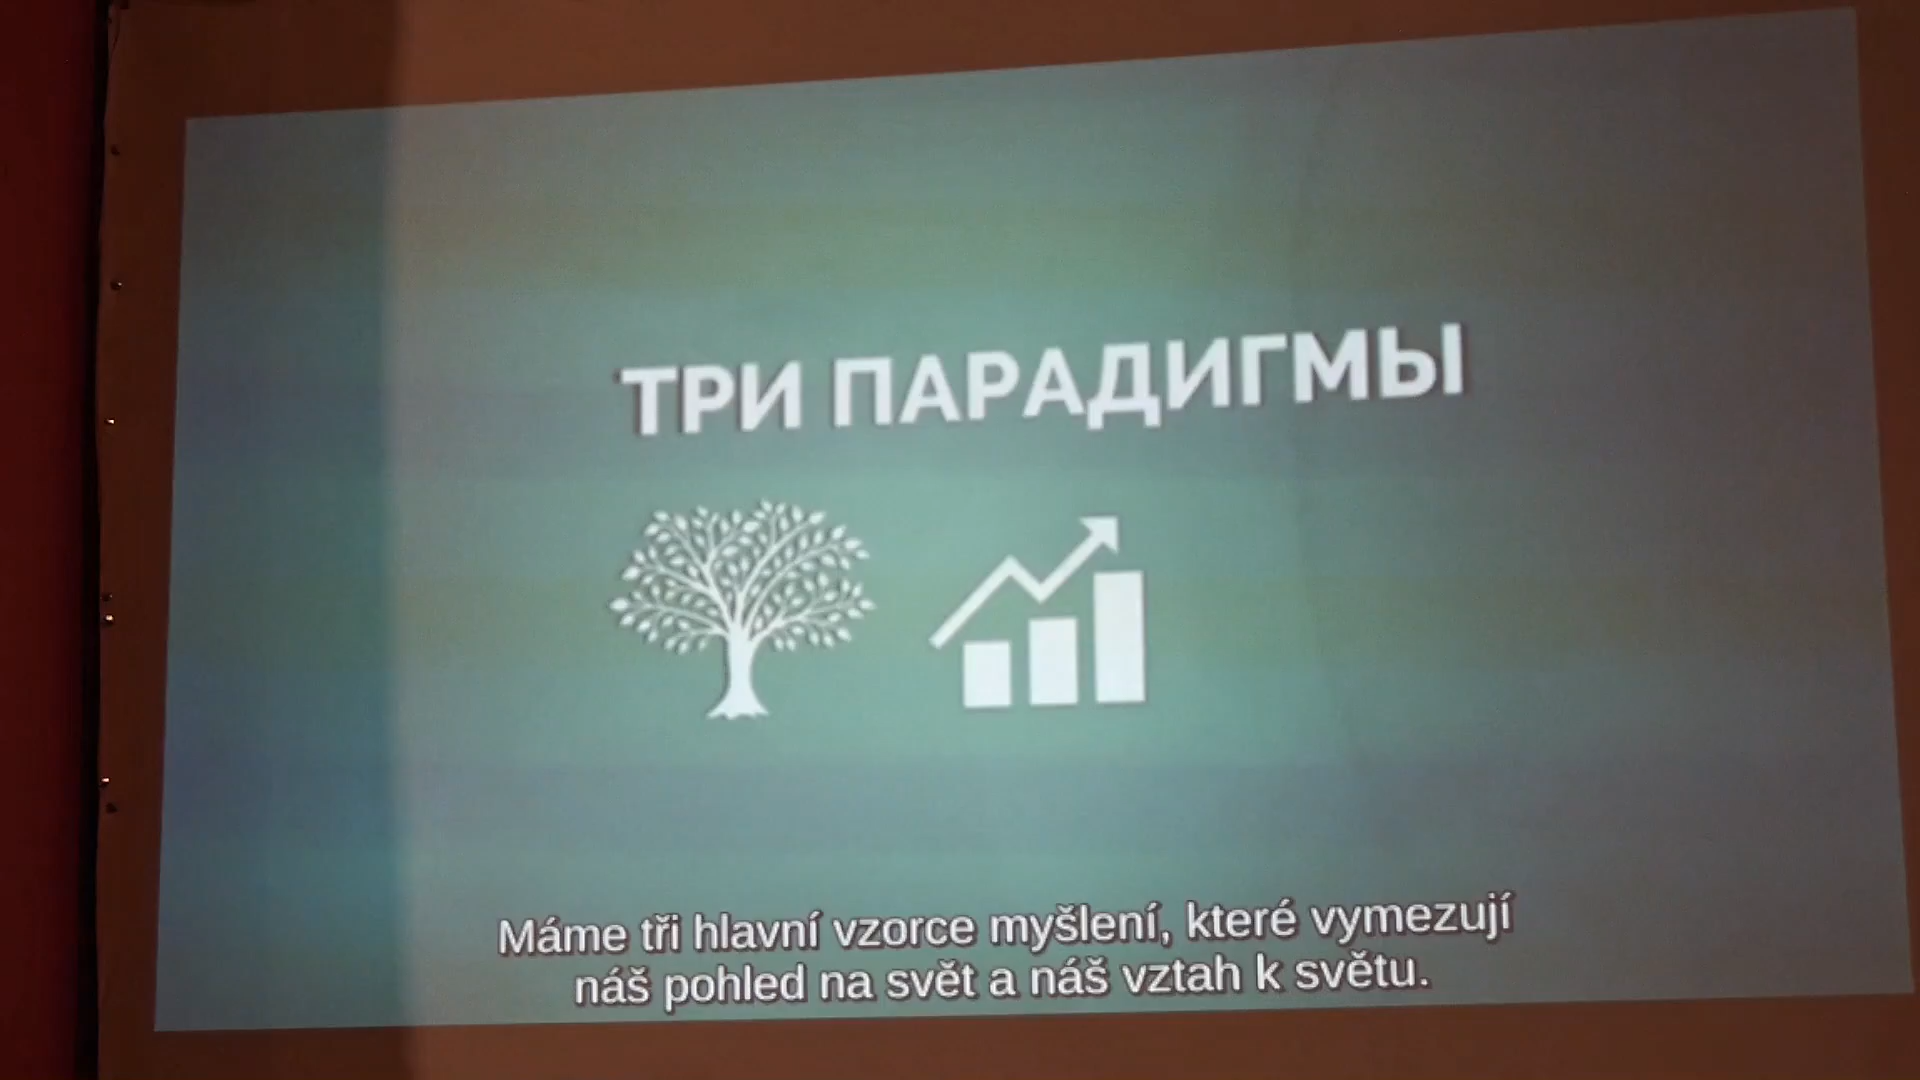 ТРИ ПАРАДИГМЫ
Máme tři hlavní vzorce myšlení, které vymezují
náš pohled na svět a náš vztah k světu.